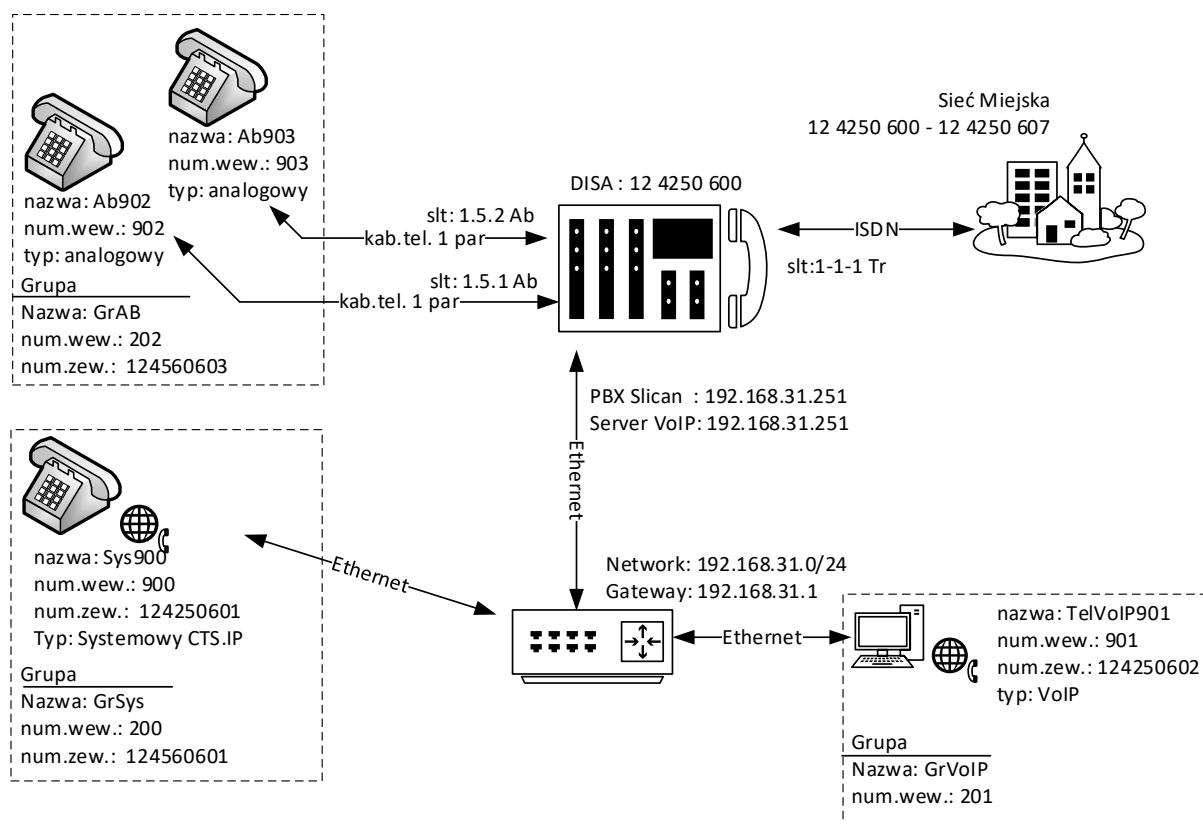 Sieć Miejska
12 4250 600 - 12 4250 607
nazwa: Ab903
num.wew.: 903
typ: analogowy
nazwa: Ab902
num.wew.: 902
typ: analogowy
Grupa
Nazwa: GrAB
num.wew.: 202
num.zew.: 124560603
DISA : 12 4250 600
slt: 1.5.2 Ab
kab.tel. 1 par
slt: 1.5.1 Ab
kab.tel. 1 par
ISDN
slt:1-1-1 Tr
PBX Slican : 192.168.31.251
Server VoIP: 192.168.31.251
Ethernet
nazwa: Sys900
num.wew.: 900
num.zew.: 124250601
Typ: Systemowy CTS.IP
Grupa
Nazwa: GrSys
num.wew.: 200
num.zew.: 124560601
Ethernet
Network: 192.168.31.0/24
Gateway: 192.168.31.1
Ethernet
nazwa: TelVoIP901
num.wew.: 901
num.zew.: 124250602
typ: VoIP
Grupa
Nazwa: GrVoIP
num.wew.: 201